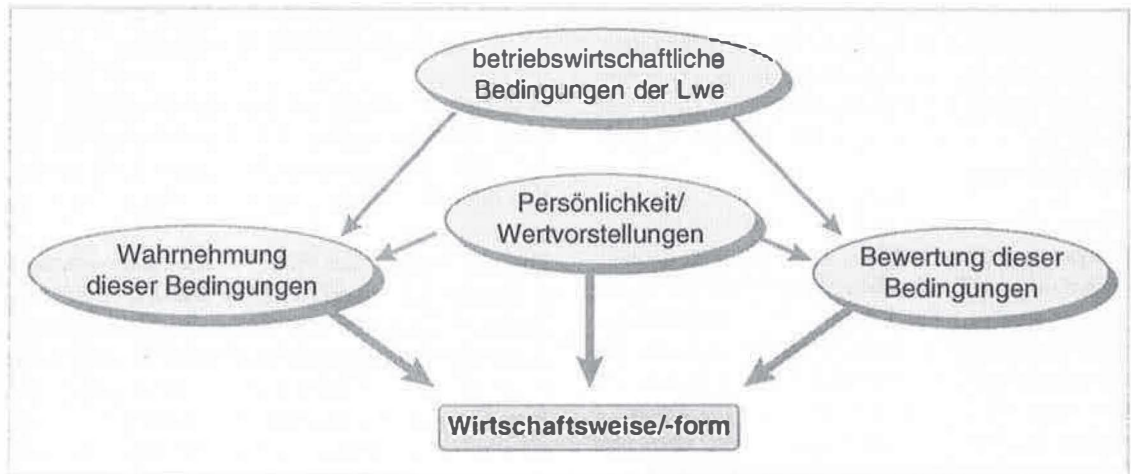 betriebswirtschaftliche
Bedingungen der Lwe
Persönlichkeit/
Wertvorstellungen
Wahrnehmung
dieser Bedingungen
Bewertung dieser
Bedingungen
Wirtschaftsweise/-form